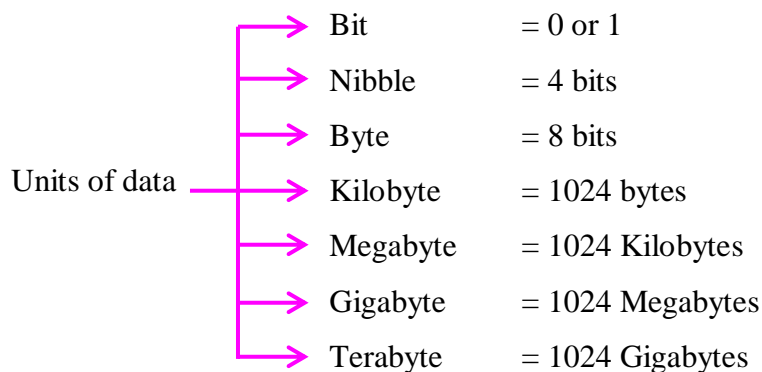 Bit = 0 or 1
Nibble = 4 bits
Byte = 8 bits
Units of data
Kilobyte = 1024 bytes
Megabyte = 1024 Kilobytes
Gigabyte = 1024 Megabytes
Terabyte = 1024 Gigabytes